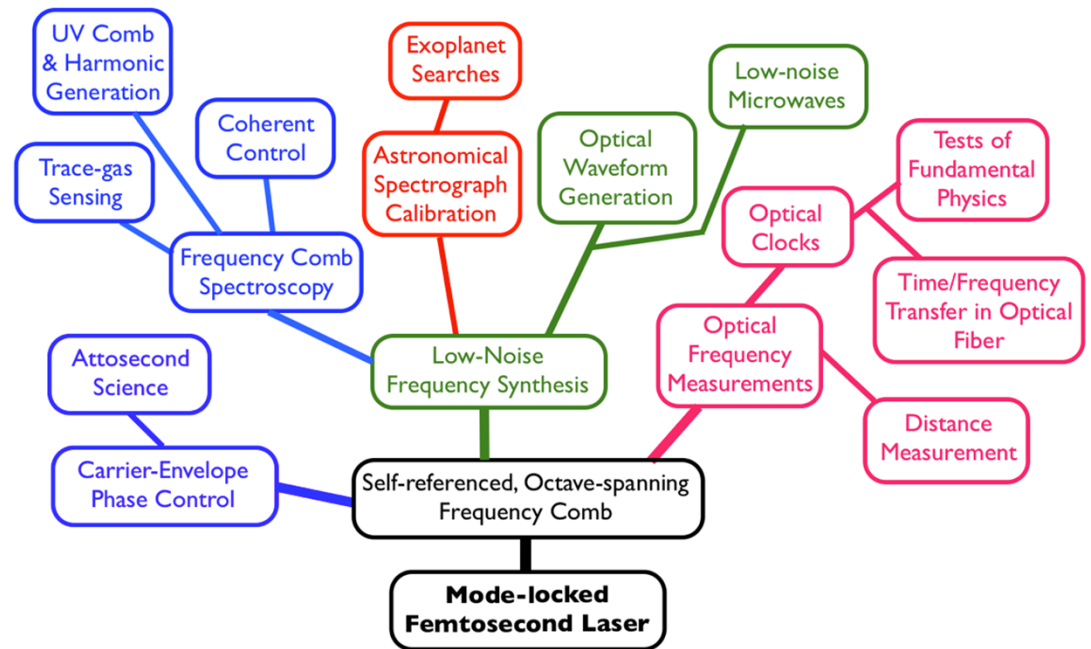 UV Comb
& Harmonic
Generation
Exoplanet
Searches
Low-noise
Microwaves
Coherent
Control
Optical
Waveform
Generation
Tests of
Fundamental
Physics
Trace-gas
Sensing
Astronomical
Spectrograph
Calibration
Optical
Clocks
Frequency Comb
Spectroscopy
Time/Frequency
Transfer in Optical
Fiber
Attosecond
Science
Low-Noise
Frequency Synthesis
Optical
Frequency
Measurements
Distance
Measurement
Carrier-Envelope
Phase Control
Self-referenced, Octave-spanning
Frequency Comb
Mode-locked
Femtosecond Laser